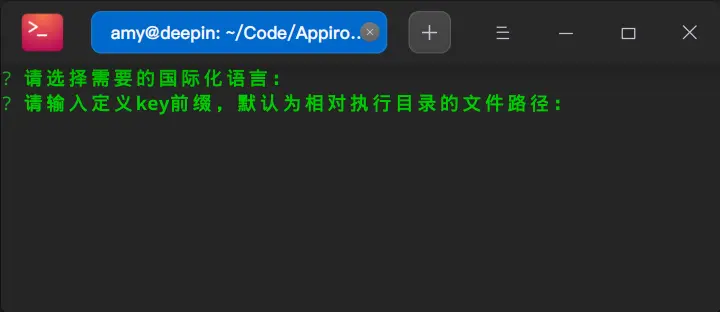 amy@deepin: ~/Code/Appiro...
? 请选择需要的国际化语言:
? 请输入定义key前缀，默认为相对执行目录的文件路径: